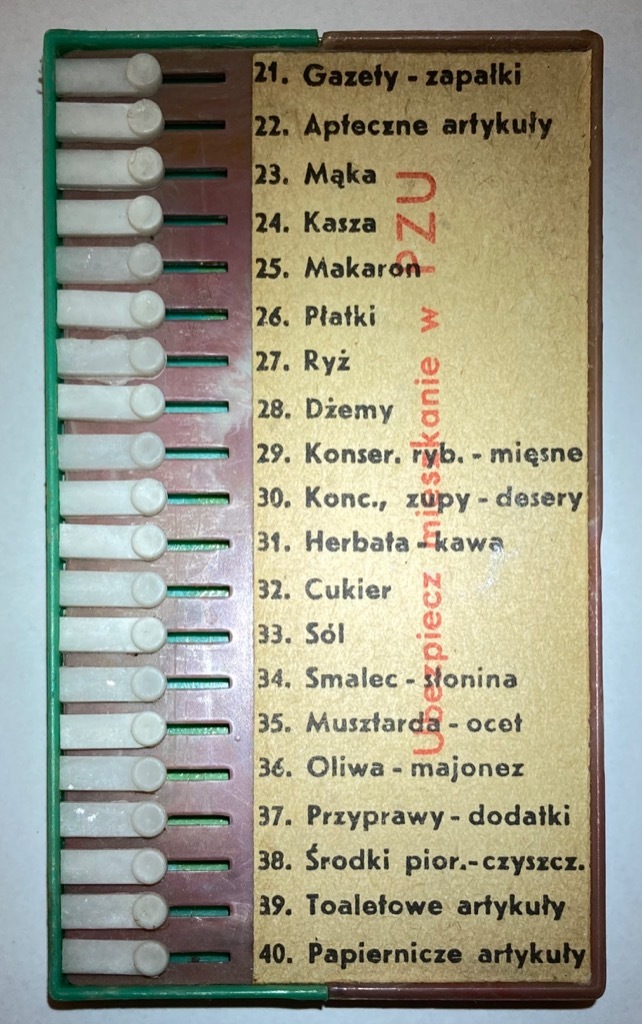 21. Gazety - zapałki
22. Apteczne artykuły
23. Mąka
24. Kasza
25. Makaron
26. Płatki
27. Ryż
28. Dżemy
29. Konser. ryb. - mięsne
30. Konc., zupy - desery
31. Herbata - kawa
32. Cukier
33. Sól
34. Smalec - słonina
35. Musztarda - ocet
36. Oliwa - majonez
37. Przyprawy - dodatki
38. Środki pior.-czyszcz.
39. Toaletowe artykuły
40. Papiernicze artykuły
Ubezpiecz mieszkanie w PZU